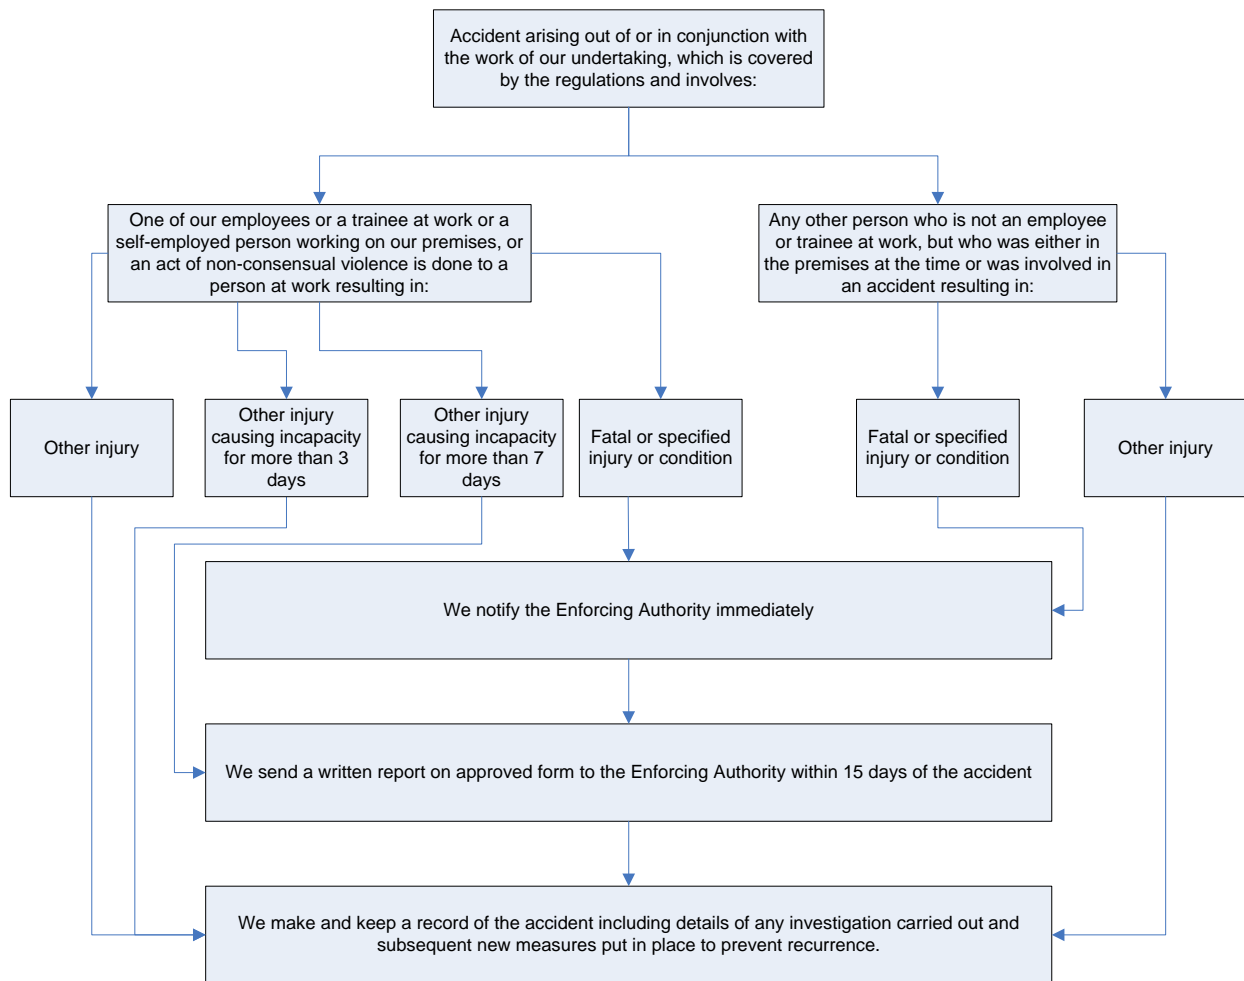 Accident arising out of or in conjunction with
the work of our undertaking, which is covered
by the regulations and involves:
One of our employees or a trainee at work or a
self-employed person working on our premises, or
an act of non-consensual violence is done to a
person at work resulting in:
Any other person who is not an employee
or trainee at work, but who was either in
the premises at the time or was involved in
an accident resulting in:
Other injury
Other injury
causing incapacity
for more than 3
days
Other injury
causing incapacity
for more than 7
days
Fatal or specified
injury or condition
Fatal or specified
injury or condition
Other injury
We notify the Enforcing Authority immediately
We send a written report on approved form to the Enforcing Authority within 15 days of the accident
We make and keep a record of the accident including details of any investigation carried out and
subsequent new measures put in place to prevent recurrence.